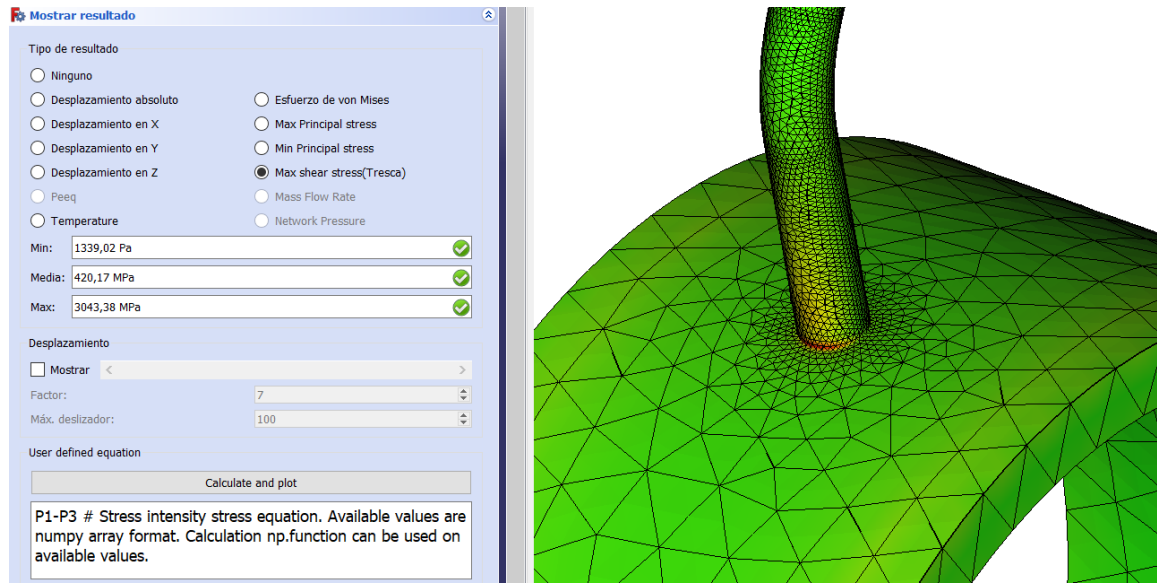 Mostrar resultado
Tipo de resultado
Ninguno
Desplazamiento absoluto
Esfuerzo de von Mises
Desplazamiento en X
Max Principal stress
Desplazamiento en Y
Min Principal stress
Desplazamiento en Z
Max shear stress(Tresca)
Peeq
Mass Flow Rate
Temperature
Network Pressure
Min: 1339,02 Pa
Media: 420,17 MPa
Max: 3043,38 MPa
Desplazamiento
Mostrar
Factor: 7
Máx. deslizador: 100
User defined equation
Calculate and plot
P1-P3 # Stress intensity stress equation. Available values are
numpy array format. Calculation np.function can be used on
available values.